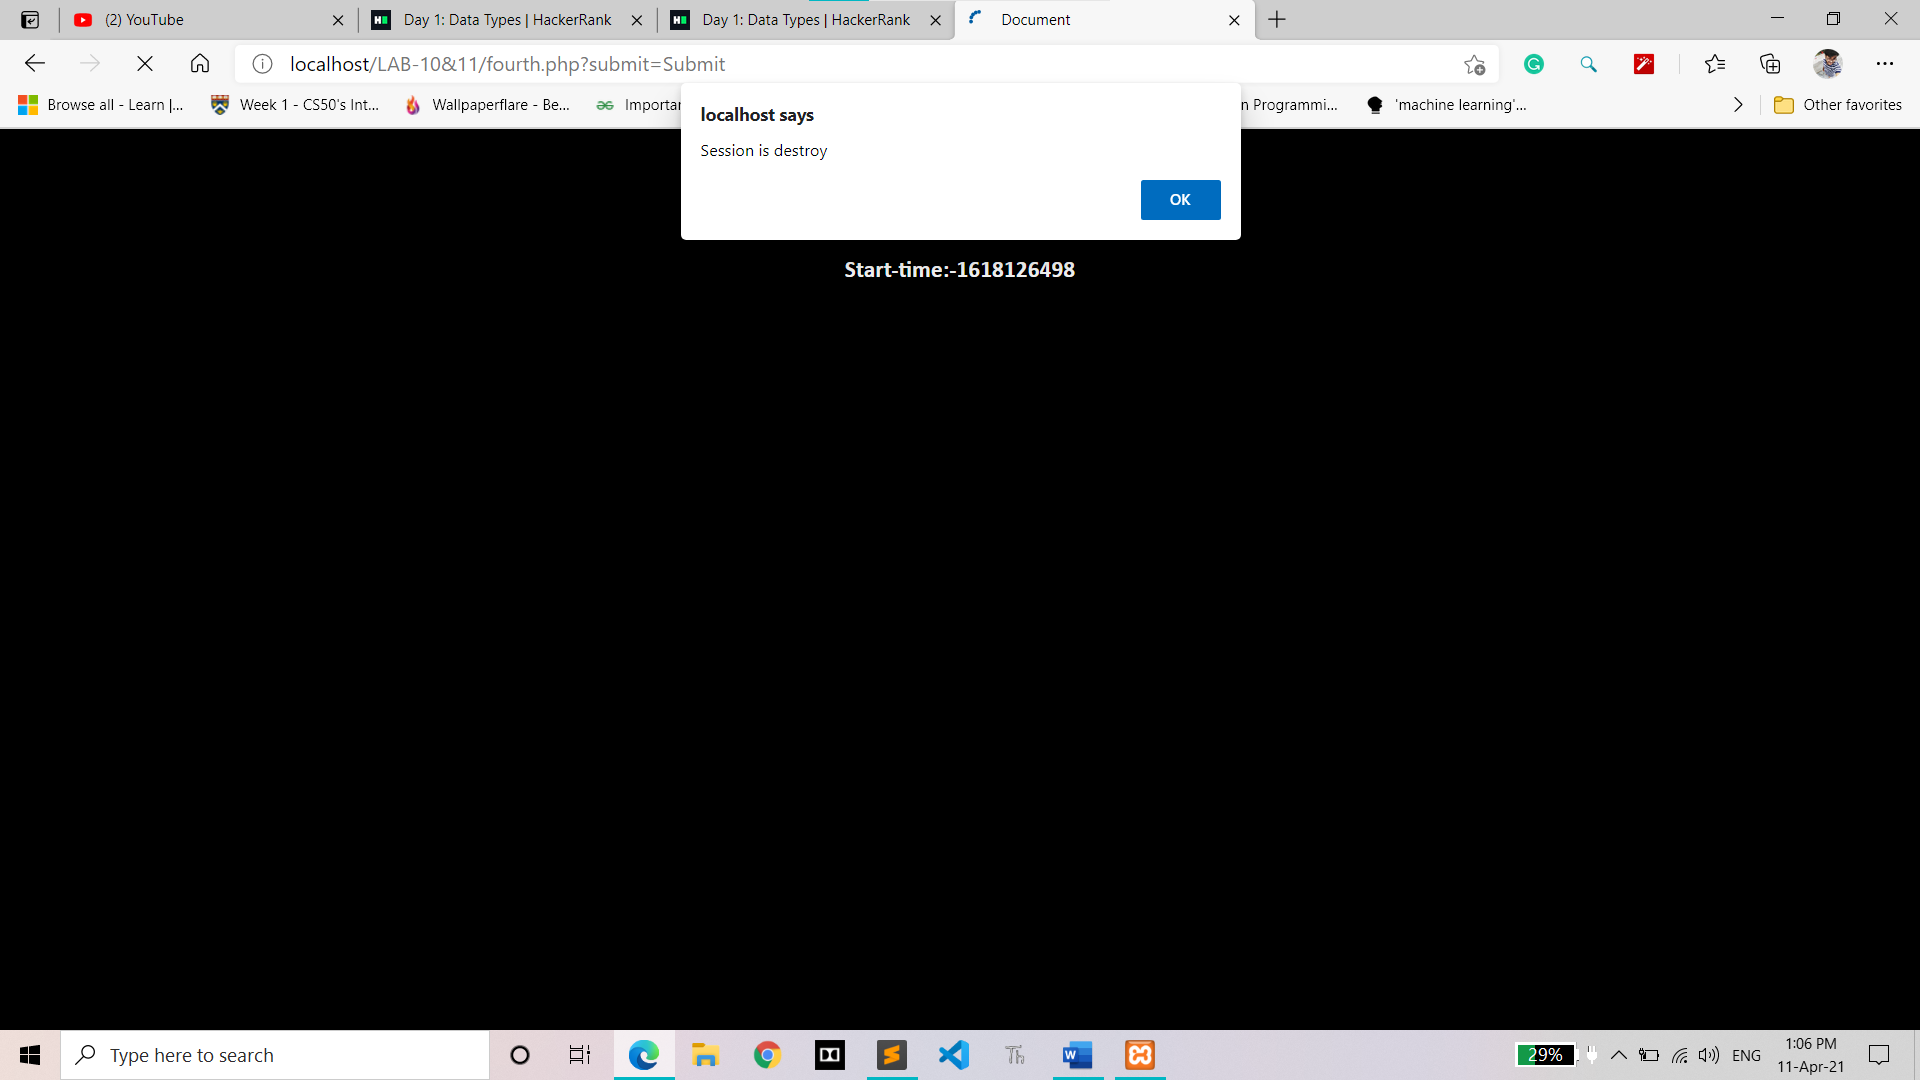 (2) YouTube
Day 1: Data Types | HackerRank
Day 1: Data Types | HackerRank
Document
localhost/LAB-10&11/fourth.php?submit=Submit
Browse all - Learn |...
Week 1 - CS50's Int...
Wallpaperflare - Be...
Importan
n Programmi...
'machine learning'...
Other favorites
localhost says
Session is destroy
OK
Start-time:-1618126498
Type here to search
29%
ENG
1:06 PM
11-Apr-21